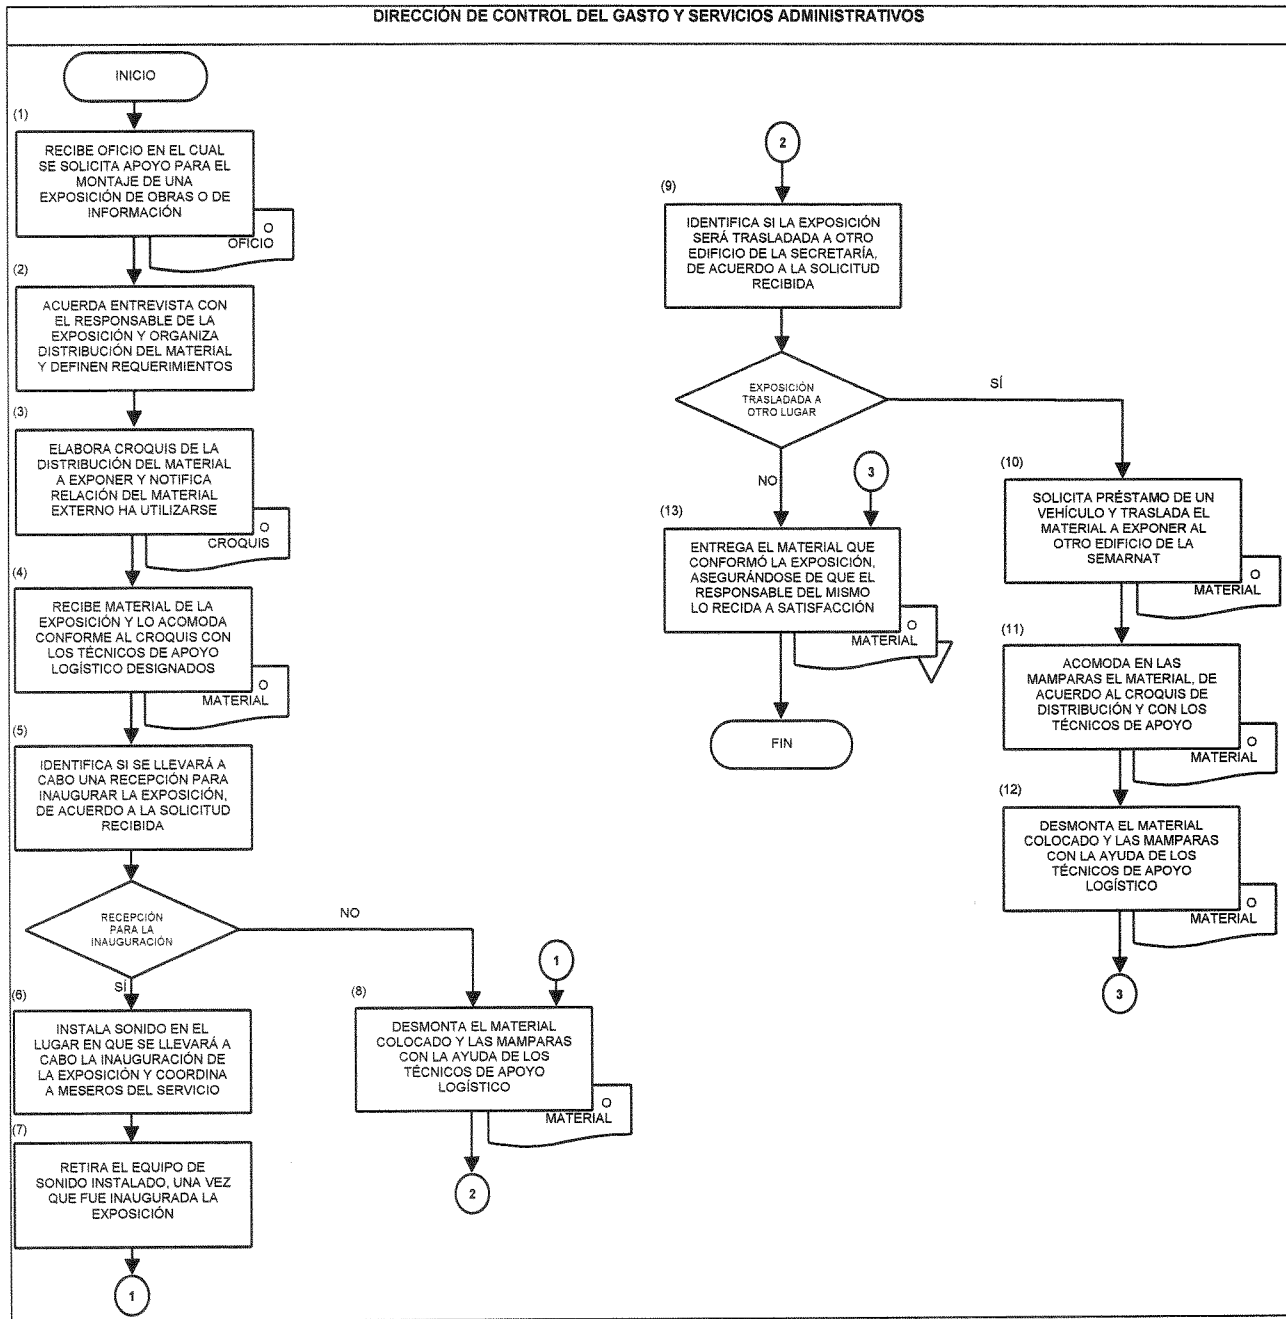 DIRECCIÓN DE CONTROL DEL GASTO Y SERVICIOS ADMINISTRATIVOS
INICIO
(1)
RECIBE OFICIO EN EL CUAL
SE SOLICITA APOYO PARA EL
MONTAJE DE UNA
EXPOSICIÓN DE OBRAS O DE
INFORMACIÓN
O
OFICIO
(2)
ACUERDA ENTREVISTA CON
EL RESPONSABLE DE LA
EXPOSICIÓN Y ORGANIZA
DISTRIBUCIÓN DEL MATERIAL
Y DEFINEN REQUERIMIENTOS
(3)
ELABORA CROQUIS DE LA
DISTRIBUCIÓN DEL MATERIAL
A EXPONER Y NOTIFICA
RELACIÓN DEL MATERIAL
EXTERNO HA UTILIZARSE
O
CROQUIS
(4)
RECIBE MATERIAL DE LA
EXPOSICIÓN Y LO ACOMODA
CONFORME AL CROQUIS CON
LOS TÉCNICOS DE APOYO
LOGÍSTICO DESIGNADOS
O
MATERIAL
(5)
IDENTIFICA SI SE LLEVARÁ A
CABO UNA RECEPCIÓN PARA
INAUGURAR LA EXPOSICIÓN,
DE ACUERDO A LA SOLICITUD
RECIBIDA
RECEPCIÓN
PARA LA
INAUGURACIÓN
NO
SÍ
(6)
INSTALA SONIDO EN EL
LUGAR EN QUE SE LLEVARÁ A
CABO LA INAUGURACIÓN DE
LA EXPOSICIÓN Y COORDINA
A MESEROS DEL SERVICIO
(7)
RETIRA EL EQUIPO DE
SONIDO INSTALADO, UNA VEZ
QUE FUE INAUGURADA LA
EXPOSICIÓN
1
1
(8)
DESMONTA EL MATERIAL
COLOCADO Y LAS MAMPARAS
CON LA AYUDA DE LOS
TÉCNICOS DE APOYO
LOGÍSTICO
O
MATERIAL
2
2
(9)
IDENTIFICA SI LA EXPOSICIÓN
SERÁ TRASLADADA A OTRO
EDIFICIO DE LA SECRETARÍA,
DE ACUERDO A LA SOLICITUD
RECIBIDA
EXPOSICIÓN
TRASLADADA A
OTRO LUGAR
SÍ
NO
3
(13)
ENTREGA EL MATERIAL QUE
CONFORMÓ LA EXPOSICIÓN,
ASEGURÁNDOSE DE QUE EL
RESPONSABLE DEL MISMO
LO RECIDA A SATISFACCIÓN
O
MATERIAL
FIN
(10)
SOLICITA PRÉSTAMO DE UN
VEHÍCULO Y TRASLADA EL
MATERIAL A EXPONER AL
OTRO EDIFICIO DE LA
SEMARNAT
O
MATERIAL
(11)
ACOMODA EN LAS
MAMPARAS EL MATERIAL, DE
ACUERDO AL CROQUIS DE
DISTRIBUCIÓN Y CON LOS
TÉCNICOS DE APOYO
O
MATERIAL
(12)
DESMONTA EL MATERIAL
COLOCADO Y LAS MAMPARAS
CON LA AYUDA DE LOS
TÉCNICOS DE APOYO
LOGÍSTICO
O
MATERIAL
3